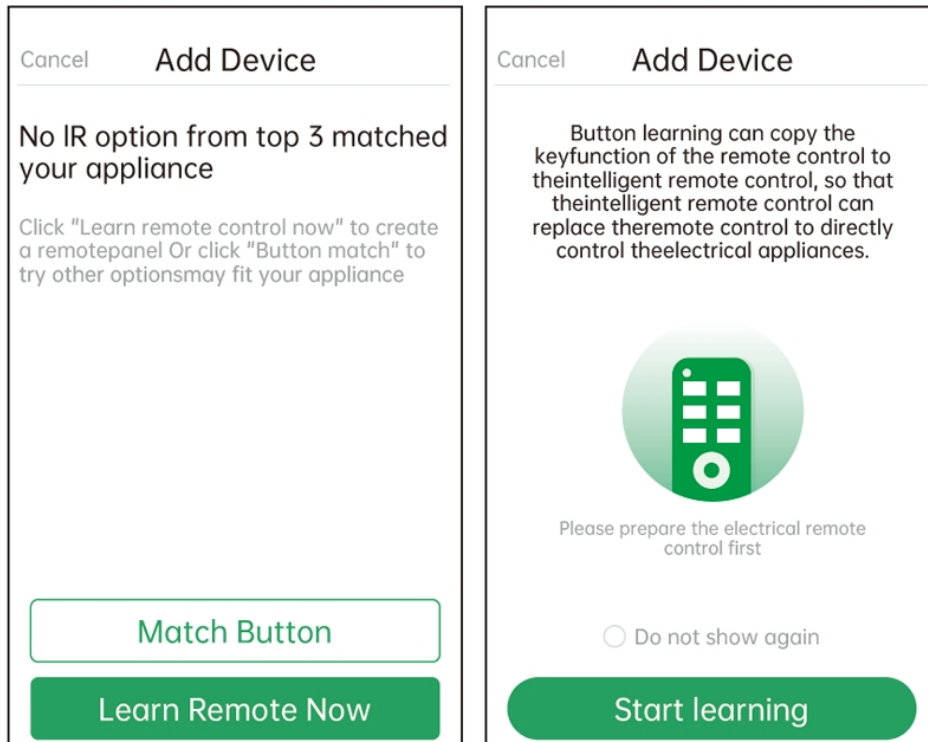 Cancel
Add Device
No IR option from top 3 matched
your appliance
Click "Learn remote control now" to create
a remotepanel Or click "Button match" to
try other optionsmay fit your appliance
Match Button
Learn Remote Now
Cancel
Add Device
Button learning can copy the
keyfunction of the remote control to
theintelligent remote control, so that
theintelligent remote control can
replace theremote control to directly
control theelectrical appliances.
Please prepare the electrical remote
control first
Do not show again
Start learning